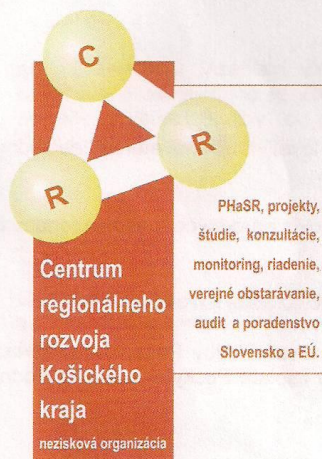 C
R
R
PHaSR, projekty,
štúdie, konzultácie,
monitoring, riadenie,
verejné obstarávanie,
audit a poradenstvo
Slovensko a EÚ.
Centrum
regionálneho
rozvoja
Košického
kraja
nezisková organizácia